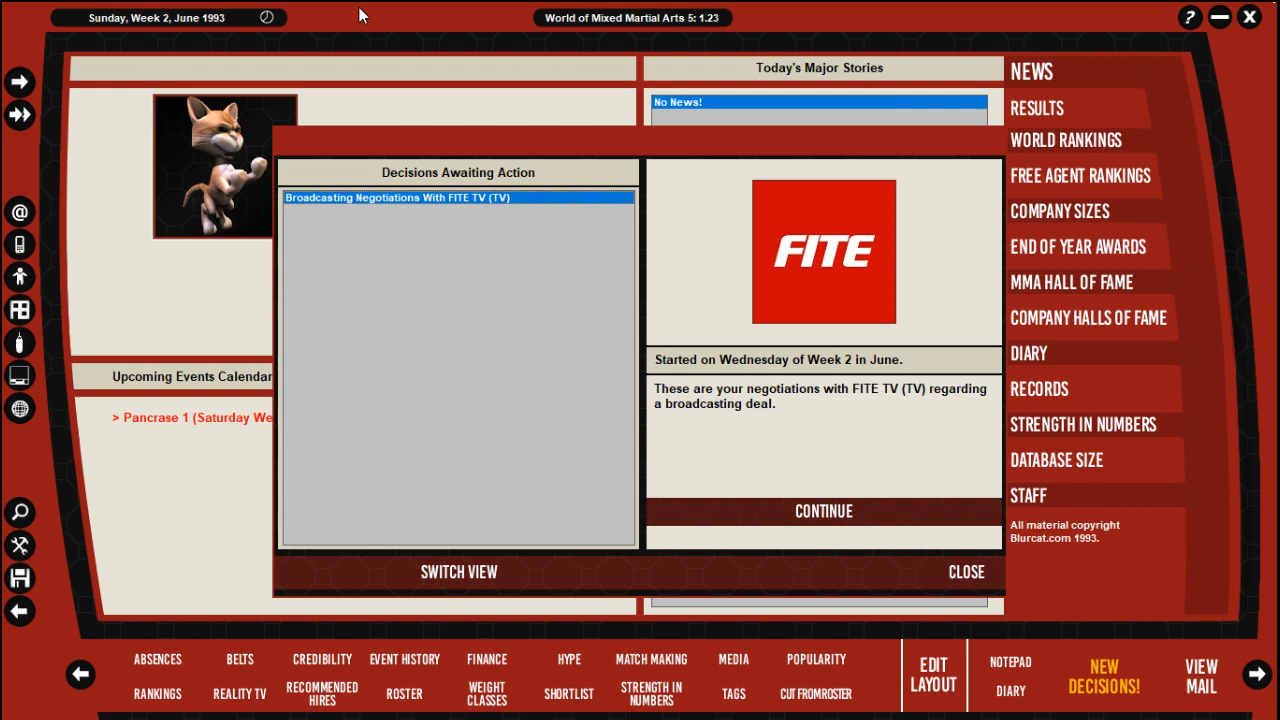 Sunday, Week 2, June 1993
World of Mixed Martial Arts 5: 1.23
?
X
Today's Major Stories
No News!
Decisions Awaiting Action
Broadcasting Negotiations With FITE TV (TV)
FITE
Started on Wednesday of Week 2 in June.
These are your negotiations with FITE TV (TV) regarding
a broadcasting deal.
CONTINUE
SWITCH VIEW
CLOSE
Upcoming Events Calendar
> Pancrase 1 (Saturday We
@
NEWS
RESULTS
WORLD RANKINGS
FREE AGENT RANKINGS
COMPANY SIZES
END OF YEAR AWARDS
MMA HALL OF FAME
COMPANY HALLS OF FAME
DIARY
RECORDS
STRENGTH IN NUMBERS
DATABASE SIZE
STAFF
All material copyright
Blurcat.com 1993.
ABSENCES
BELTS
CREDIBILITY
EVENT HISTORY
FINANCE
HYPE
MATCH MAKING
MEDIA
POPULARITY
RANKINGS
REALITY TV
RECOMMENDED
HIRES
ROSTER
WEIGHT
CLASSES
SHORTLIST
STRENGTH IN
NUMBERS
TAGS
CUT FROM ROSTER
EDIT
LAYOUT
NOTEPAD
DIARY
NEW
DECISIONS!
VIEW
MAIL